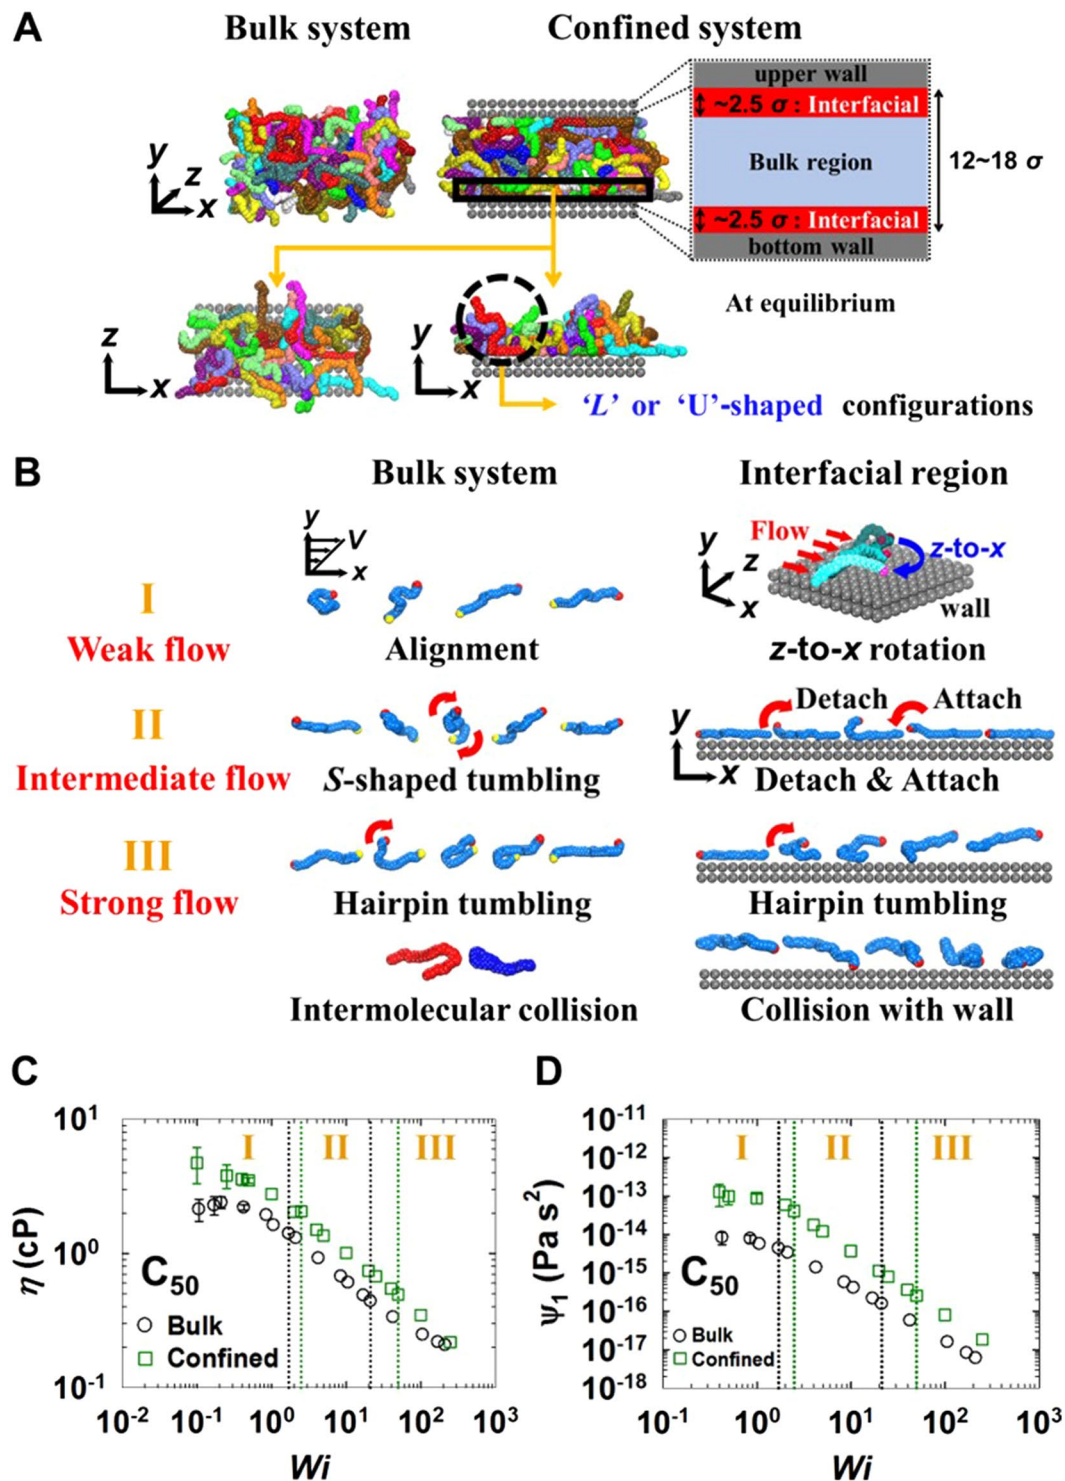 A
Bulk system
Confined system
y
z
x
upper wall
~2.5 σ : Interfacial
Bulk region
~2.5 σ : Interfacial
bottom wall
12~18 σ
At equilibrium
z
x
y
x
‘L’ or ‘U’-shaped configurations
B
Bulk system
Interfacial region
I
Weak flow
y
V
x
Alignment
Flow
y
z
x
z-to-x
wall
z-to-x rotation
II
Intermediate flow
S-shaped tumbling
Detach
Attach
y
x
Detach & Attach
III
Strong flow
Hairpin tumbling
Hairpin tumbling
Intermolecular collision
Collision with wall
C
η (cP)
10¹
10⁰
10⁻¹
I
II
III
C₅₀
Bulk
Confined
10⁻² 10⁻¹ 10⁰ 10¹ 10² 10³
Wi
D
ψ₁ (Pa s²)
10⁻¹¹
10⁻¹²
10⁻¹³
10⁻¹⁴
10⁻¹⁵
10⁻¹⁶
10⁻¹⁷
10⁻¹⁸
I
II
III
C₅₀
Bulk
Confined
10⁻¹ 10⁰ 10¹ 10² 10³
Wi